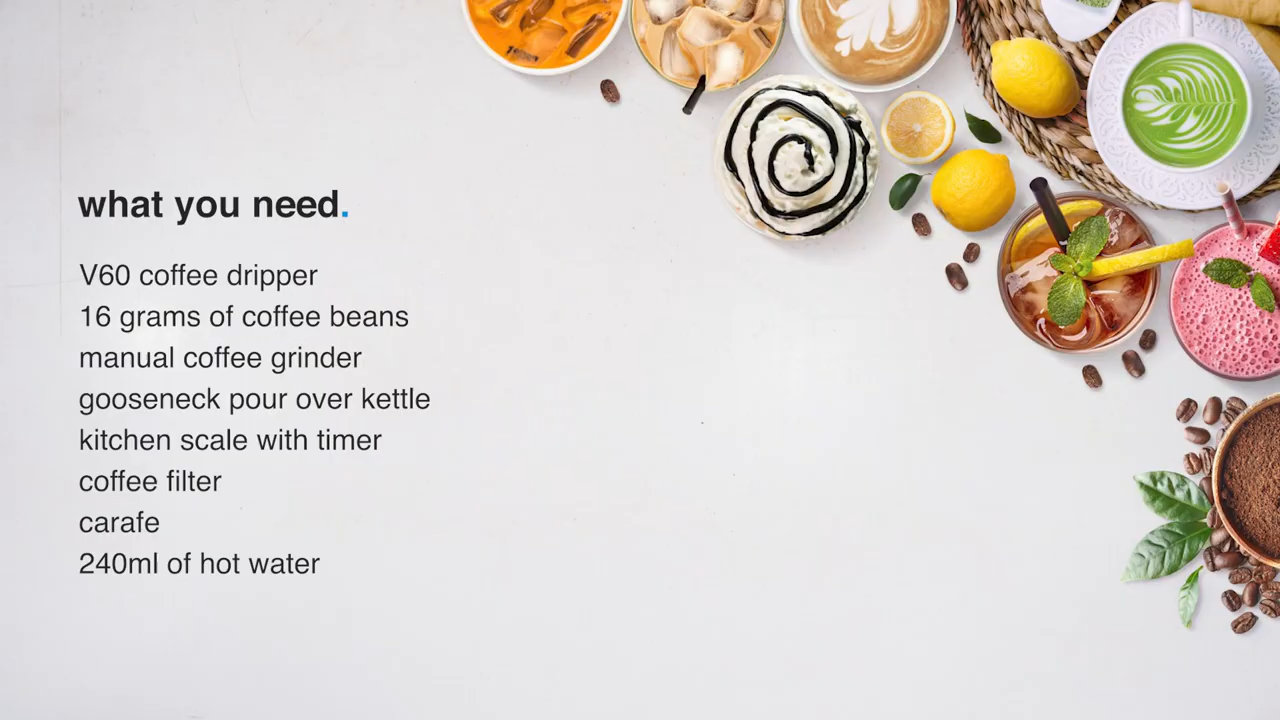 what you need.
V60 coffee dripper
16 grams of coffee beans
manual coffee grinder
gooseneck pour over kettle
kitchen scale with timer
coffee filter
carafe
240ml of hot water